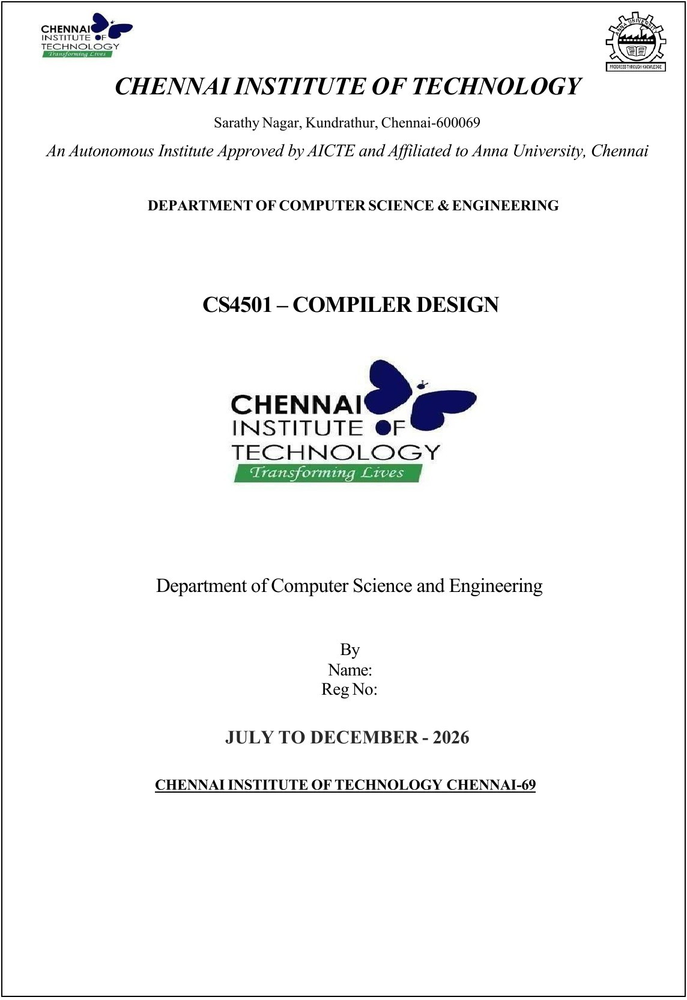 CHENNAI
INSTITUTE OF
TECHNOLOGY
Transforming Lives
ANNA UNIVERSITY
PROGRESS THROUGH KNOWLEDGE
CHENNAI INSTITUTE OF TECHNOLOGY
Sarathy Nagar, Kundrathur, Chennai-600069
An Autonomous Institute Approved by AICTE and Affiliated to Anna University, Chennai
DEPARTMENT OF COMPUTER SCIENCE & ENGINEERING
CS4501 – COMPILER DESIGN
CHENNAI
INSTITUTE OF
TECHNOLOGY
Transforming Lives
Department of Computer Science and Engineering
By
Name:
Reg No:
JULY TO DECEMBER - 2026
CHENNAI INSTITUTE OF TECHNOLOGY CHENNAI-69